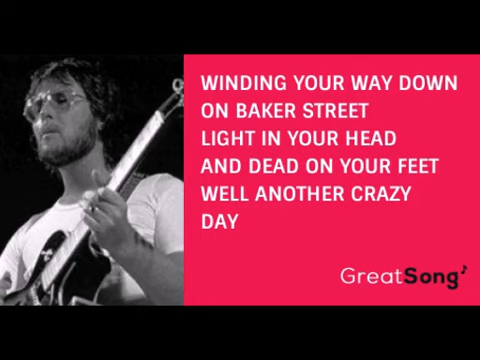 WINDING YOUR WAY DOWN
ON BAKER STREET
LIGHT IN YOUR HEAD
AND DEAD ON YOUR FEET
WELL ANOTHER CRAZY
DAY
GreatSong